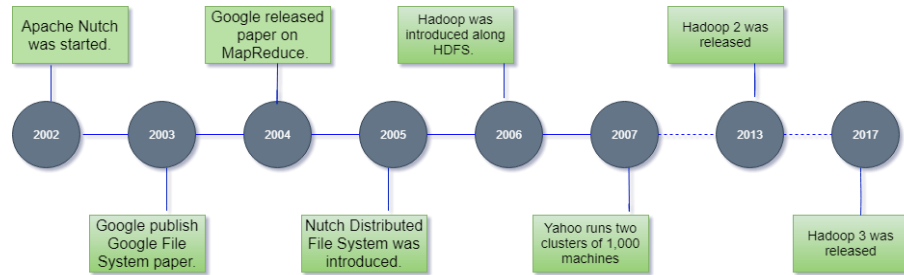 Apache Nutch
was started.
Google released
paper on
MapReduce.
Hadoop was
introduced along
HDFS.
Hadoop 2 was
released
2002
2003
2004
2005
2006
2007
2013
2017
Google publish
Google File
System paper.
Nutch Distributed
File System was
introduced.
Yahoo runs two
clusters of 1,000
machines
Hadoop 3 was
released